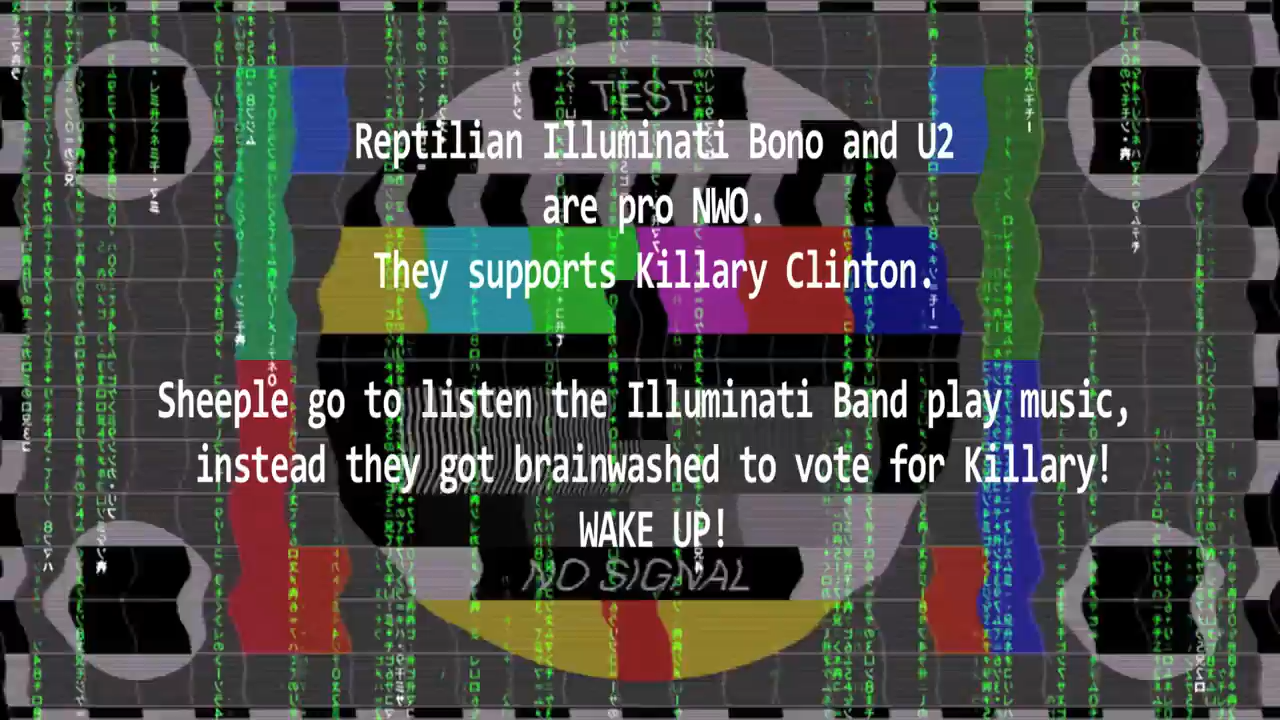 TEST
Reptilian Illuminati Bono and U2
are pro NWO.
They supports Killary Clinton.
Sheeple go to listen the Illuminati Band play music,
instead they got brainwashed to vote for Killary!
WAKE UP!
NO SIGNAL